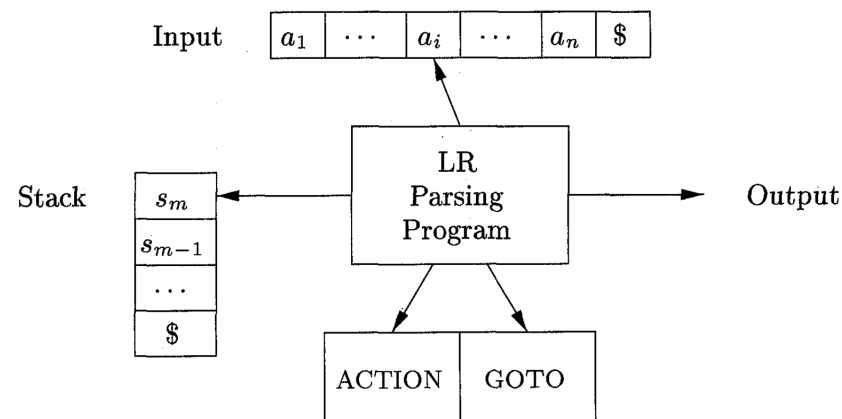 Input a₁ ··· aᵢ ··· aₙ $
LR
Parsing
Program
Stack
sₘ
sₘ₋₁
···
$
Output
ACTION GOTO